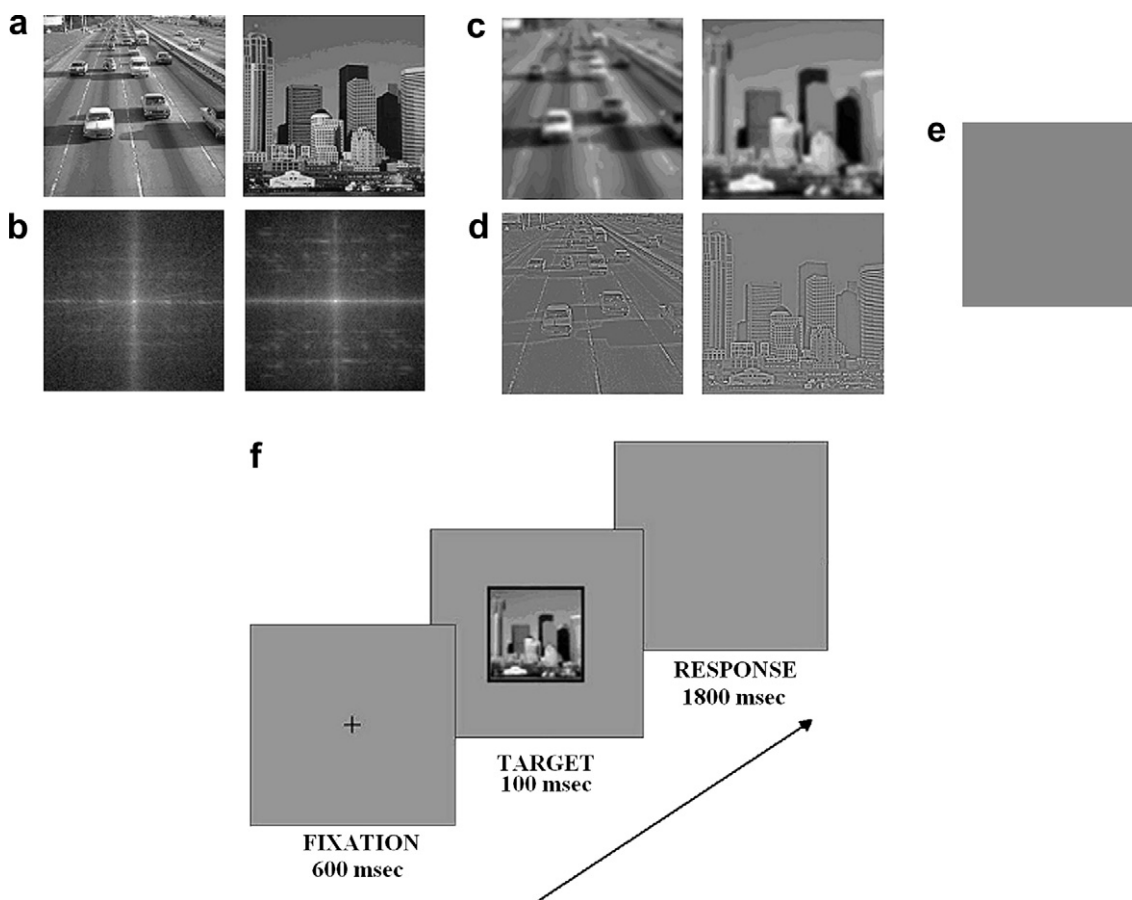 a
c
e
b
d
f
RESPONSE
1800 msec
TARGET
100 msec
FIXATION
600 msec